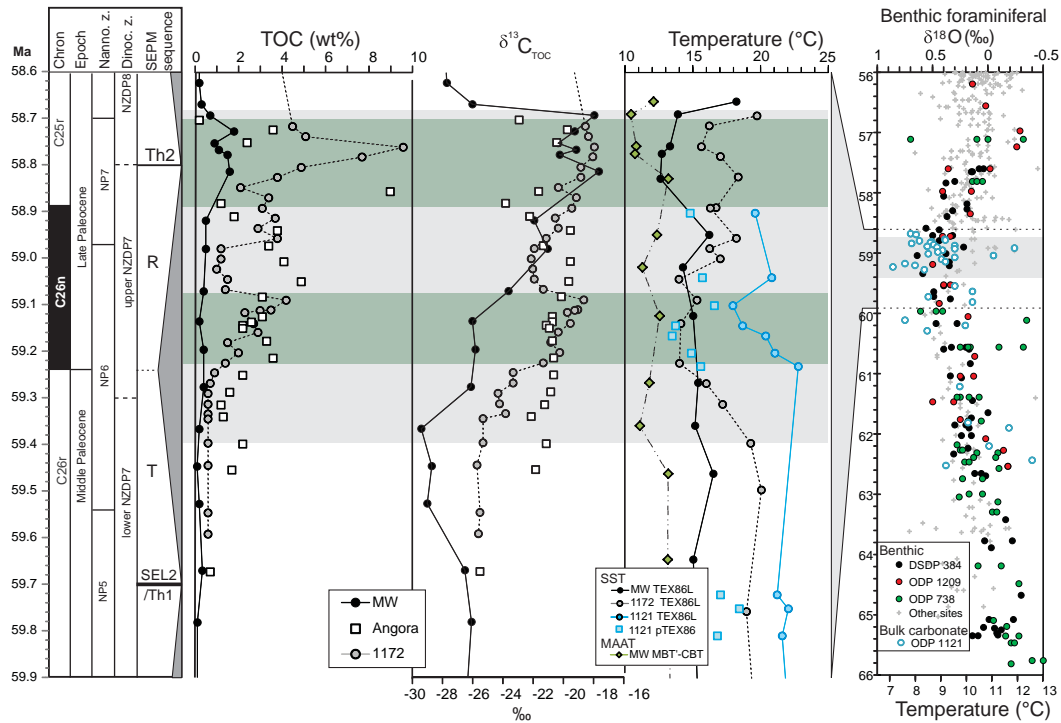 Ma
Chron
Epoch
Nanno. z.
Dinoc. z.
SEPM sequence
TOC (wt%)
δ13C TOC
Temperature (°C)
Benthic foraminiferal
δ18O (‰)
0 2 4 6 8 10
10 15 20 25
1 0.5 0 -0.5
58.6
58.7
58.8
58.9
59.0
59.1
59.2
59.3
59.4
59.5
59.6
59.7
59.8
59.9
C25r
C26n
C26r
Late Paleocene
Middle Paleocene
NP7
NP6
NP5
NZDP8
upper NZDP7
lower NZDP7
Th2
R
T
SEL2
/Th1
MW
Angora
1172
-30 -28 -26 -24 -22 -20 -18 -16
‰
SST
MW TEX86L
1172 TEX86L
1121 TEX86L
1121 pTEX86
MAAT
MW MBT'-CBT
56
57
58
59
60
61
62
63
64
65
66
Benthic
DSDP 384
ODP 1209
ODP 738
Other sites
Bulk carbonate
ODP 1121
7 8 9 10 11 12 13
Temperature (°C)